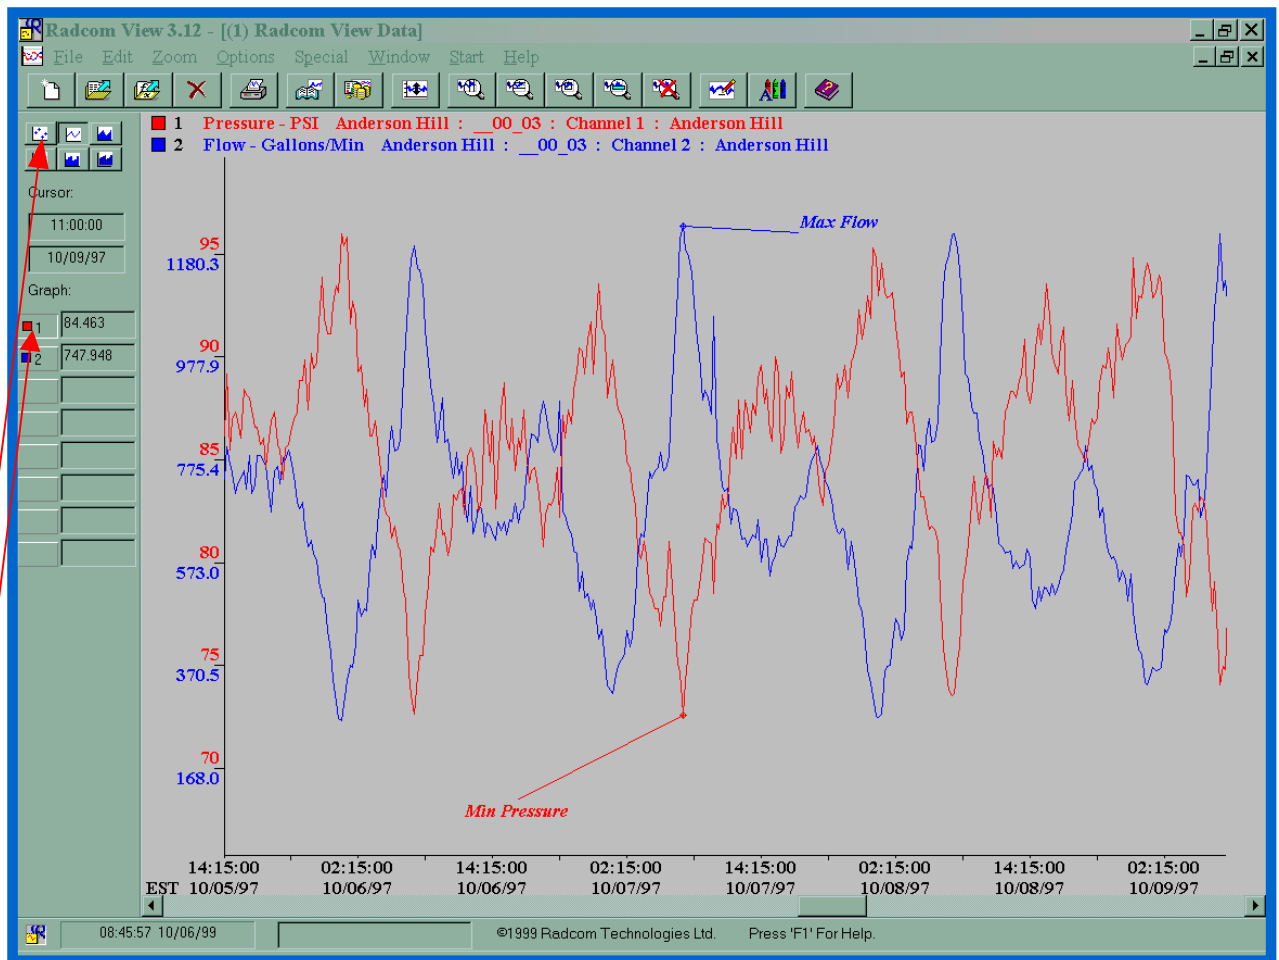 Radcom View 3.12 - [(1) Radcom View Data]
File Edit Zoom Options Special Window Start Help
1 Pressure - PSI Anderson Hill : __00_03 : Channel 1 : Anderson Hill
2 Flow - Gallons/Min Anderson Hill : __00_03 : Channel 2 : Anderson Hill
Cursor:
11:00:00
10/09/97
Graph:
1 84.463
2 747.948
Max Flow
95
1180.3
90
977.9
85
775.4
80
573.0
75
370.5
70
168.0
Min Pressure
14:15:00 02:15:00 14:15:00 02:15:00 14:15:00 02:15:00 14:15:00 02:15:00
EST 10/05/97 10/06/97 10/06/97 10/07/97 10/07/97 10/08/97 10/08/97 10/09/97
08:45:57 10/06/99 ©1999 Radcom Technologies Ltd. Press 'F1' For Help.